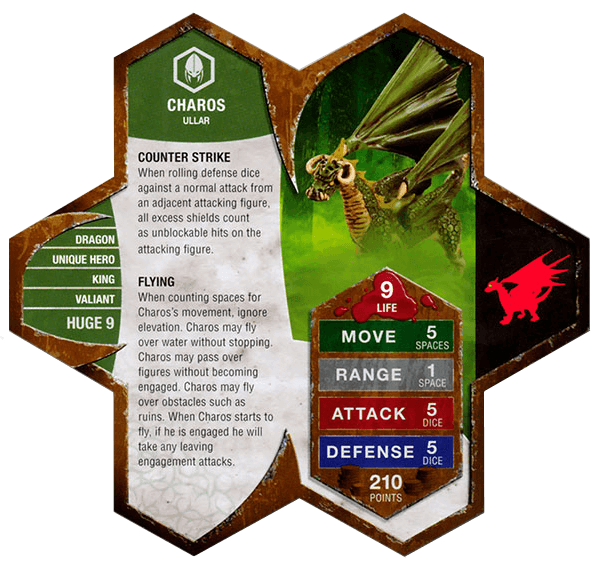 CHAROS
ULLAR
COUNTER STRIKE
When rolling defense dice
against a normal attack from
an adjacent attacking figure,
all excess shields count
as unblockable hits on the
attacking figure.
FLYING
When counting spaces for
Charos's movement, ignore
elevation. Charos may fly
over water without stopping.
Charos may pass over
figures without becoming
engaged. Charos may fly
over obstacles such as
ruins. When Charos starts to
fly, if he is engaged he will
take any leaving
engagement attacks.
DRAGON
UNIQUE HERO
KING
VALIANT
HUGE 9
9
LIFE
MOVE 5
SPACES
RANGE 1
SPACE
ATTACK 5
DICE
DEFENSE 5
DICE
210
POINTS